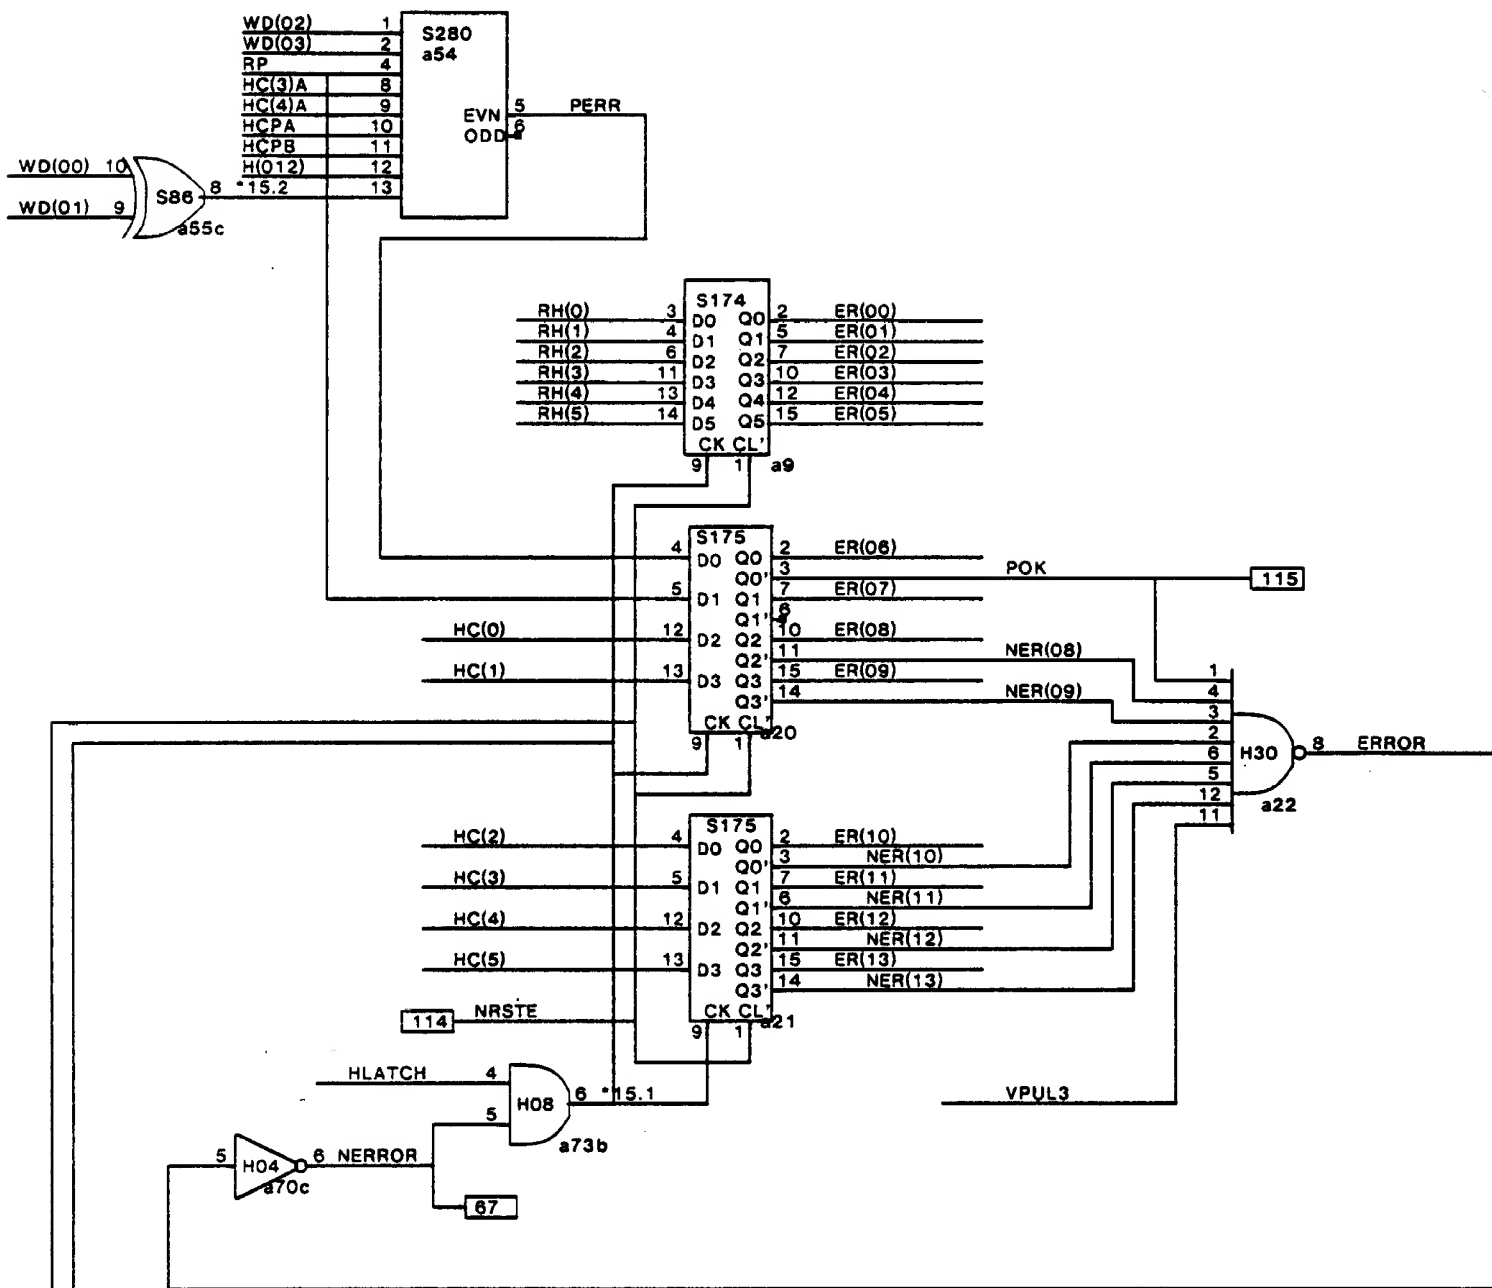 WD(02) 1 S280
WD(03) 2 a54
RP 4
HC(3)A 8
HC(4)A 9 EVN 5 PERR
HCPA 10 ODD 6
HCPB 11
H(012) 12
WD(00) 10 S86 8 *15.2 13
WD(01) 9 a55c
S174
RH(0) 3 D0 Q0 2 ER(00)
RH(1) 4 D1 Q1 5 ER(01)
RH(2) 6 D2 Q2 7 ER(02)
RH(3) 11 D3 Q3 10 ER(03)
RH(4) 13 D4 Q4 12 ER(04)
RH(5) 14 D5 Q5 15 ER(05)
CK CL'
9 1 a9
S175
4 D0 Q0 2 ER(06)
Q0' 3 POK 115
5 D1 Q1 7 ER(07)
Q1' 6
HC(0) 12 D2 Q2 10 ER(08)
Q2' 11 NER(08)
HC(1) 13 D3 Q3 15 ER(09)
Q3' 14 NER(09)
CK CL'
9 1 a20
1
4
3
2
6
5
12
11
H30 8 ERROR
a22
S175
HC(2) 4 D0 Q0 2 ER(10)
Q0' 3 NER(10)
HC(3) 5 D1 Q1 7 ER(11)
Q1' 6 NER(11)
HC(4) 12 D2 Q2 10 ER(12)
Q2' 11 NER(12)
HC(5) 13 D3 Q3 15 ER(13)
Q3' 14 NER(13)
CK CL'
9 1 a21
114 NRSTE
HLATCH 4 H08 6 *15.1 VPUL3
5 a73b
5 H04 6 NERROR
a70c
67